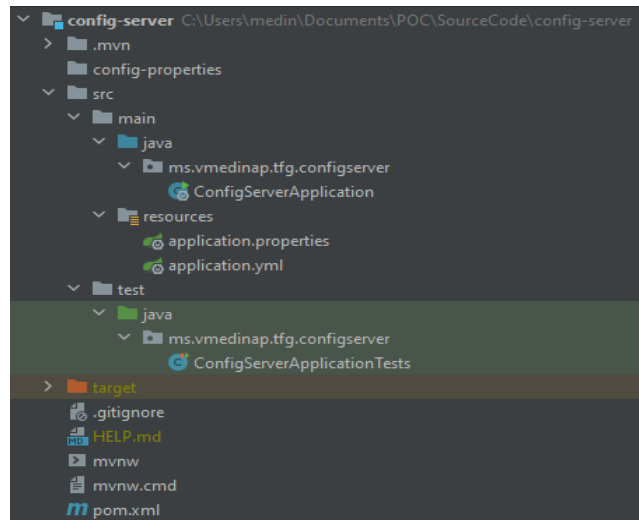 config-server C:\Users\medin\Documents\POC\SourceCode\config-server
.mvn
config-properties
src
main
java
ms.vmedinap.tfg.configserver
ConfigServerApplication
resources
application.properties
application.yml
test
java
ms.vmedinap.tfg.configserver
ConfigServerApplicationTests
target
.gitignore
MD HELP.md
mvnw
mvnw.cmd
m pom.xml